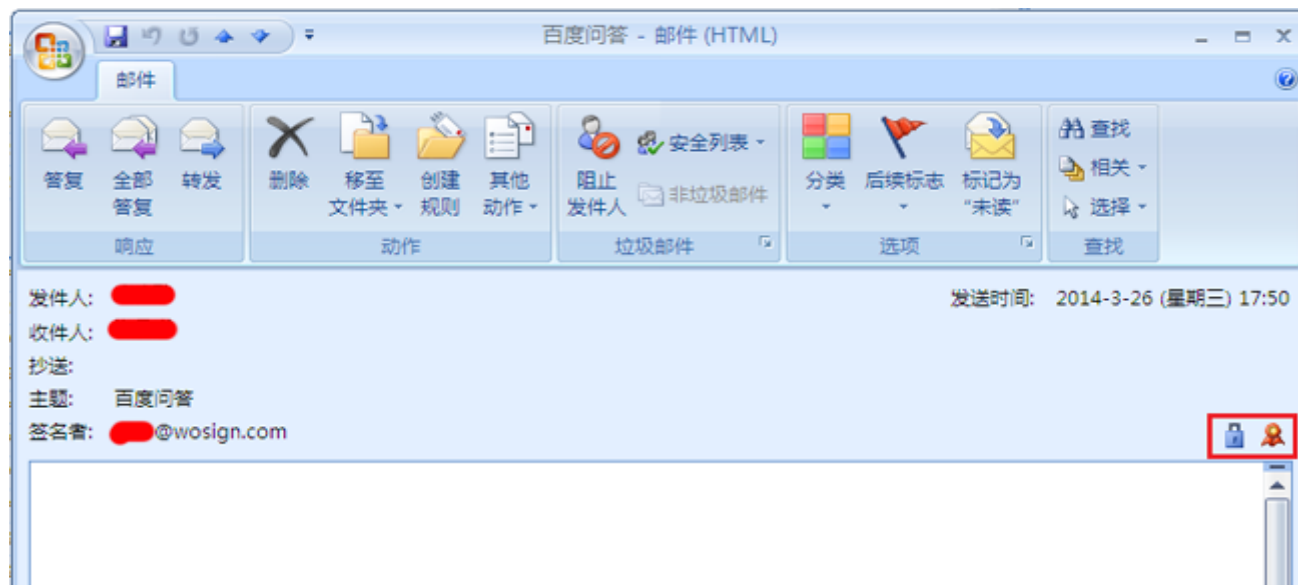 百度问答 - 邮件 (HTML)
邮件
答复 全部答复 转发 删除 移至文件夹 创建规则 其他动作 阻止发件人 安全列表 非垃圾邮件 分类 后续标志 标记为“未读” 查找 相关 选择
响应 动作 垃圾邮件 选项 查找
发件人: 发送时间: 2014-3-26 (星期三) 17:50
收件人:
抄送:
主题: 百度问答
签名者: @wosign.com